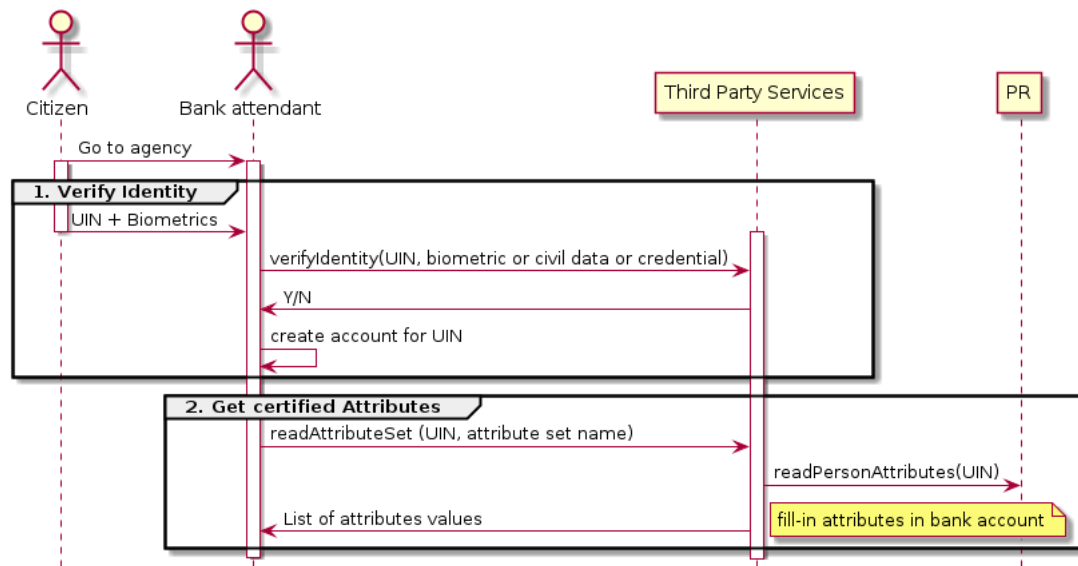 Citizen
Bank attendant
Third Party Services
PR
Go to agency
1. Verify Identity
UIN + Biometrics
verifyIdentity(UIN, biometric or civil data or credential)
Y/N
create account for UIN
2. Get certified Attributes
readAttributeSet (UIN, attribute set name)
readPersonAttributes(UIN)
List of attributes values
fill-in attributes in bank account